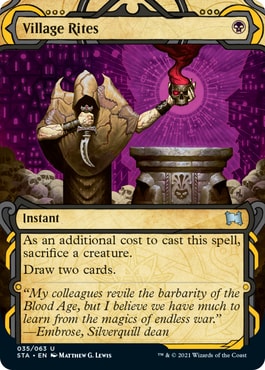 Village Rites
Instant
As an additional cost to cast this spell,
sacrifice a creature.
Draw two cards.
“My colleagues revile the barbarity of the
Blood Age, but I believe we have much to
learn from the magics of endless war.”
—Embrose, Silverquill dean
035/063 U
STA • EN Matthew G. Lewis
™ & © 2021 Wizards of the Coast